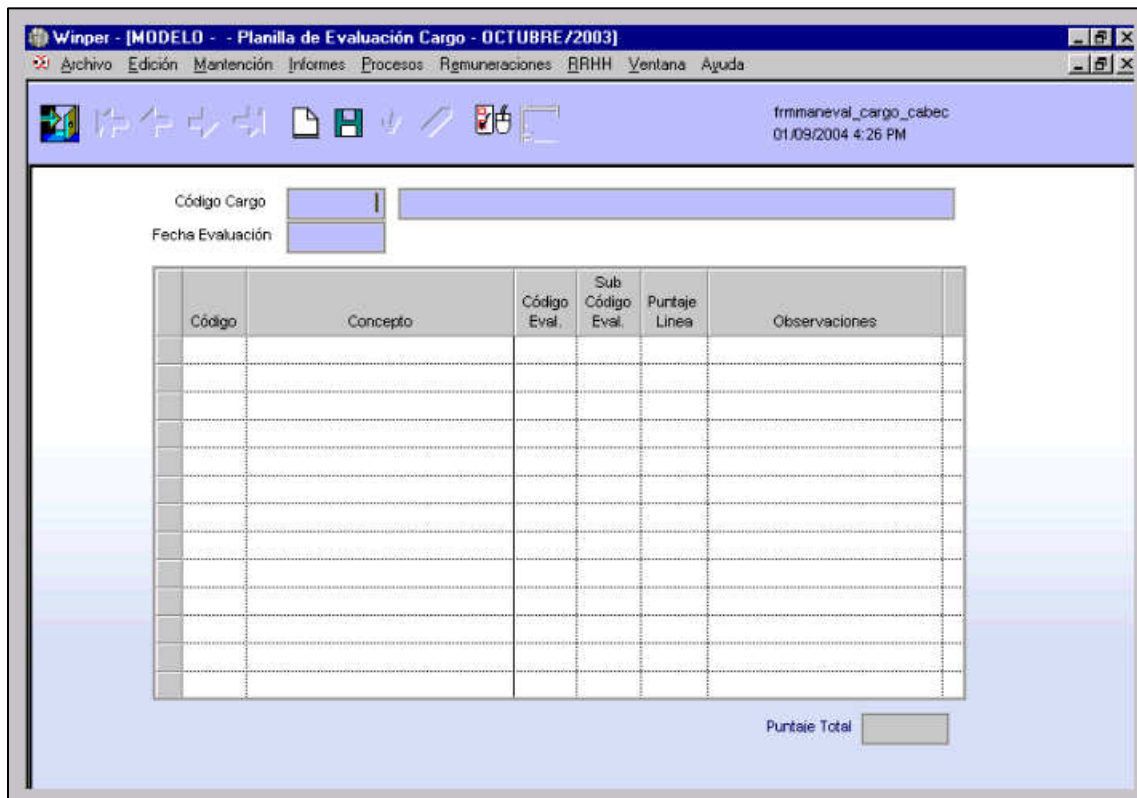 Winper - [MODELO - - Planilla de Evaluación Cargo - OCTUBRE/2003]
Archivo Edición Mantención Informes Procesos Remuneraciones RRHH Ventana Ayuda
frmmaneval_cargo_cabec
01/09/2004 4:26 PM
Código Cargo
Fecha Evaluación
Código
Concepto
Código
Eval.
Sub
Código
Eval.
Puntaje
Linea
Observaciones
Puntaje Total